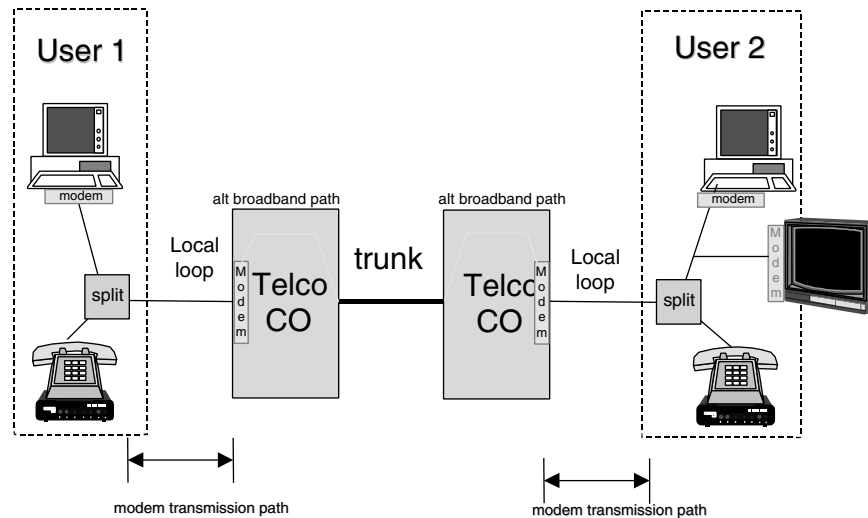 User 1
User 2
modem
modem
Modem
alt broadband path
alt broadband path
Local
loop
trunk
Local
loop
split
split
Modem
Telco
CO
Telco
CO
Modem
modem transmission path
modem transmission path